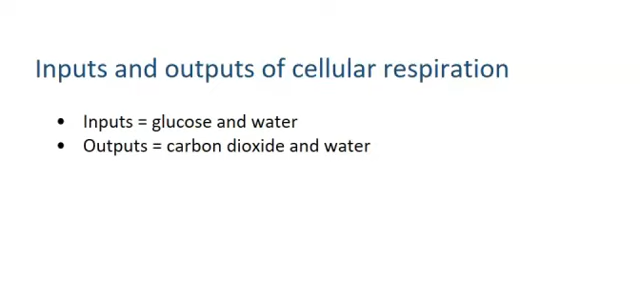 Inputs and outputs of cellular respiration
• Inputs = glucose and water
• Outputs = carbon dioxide and water